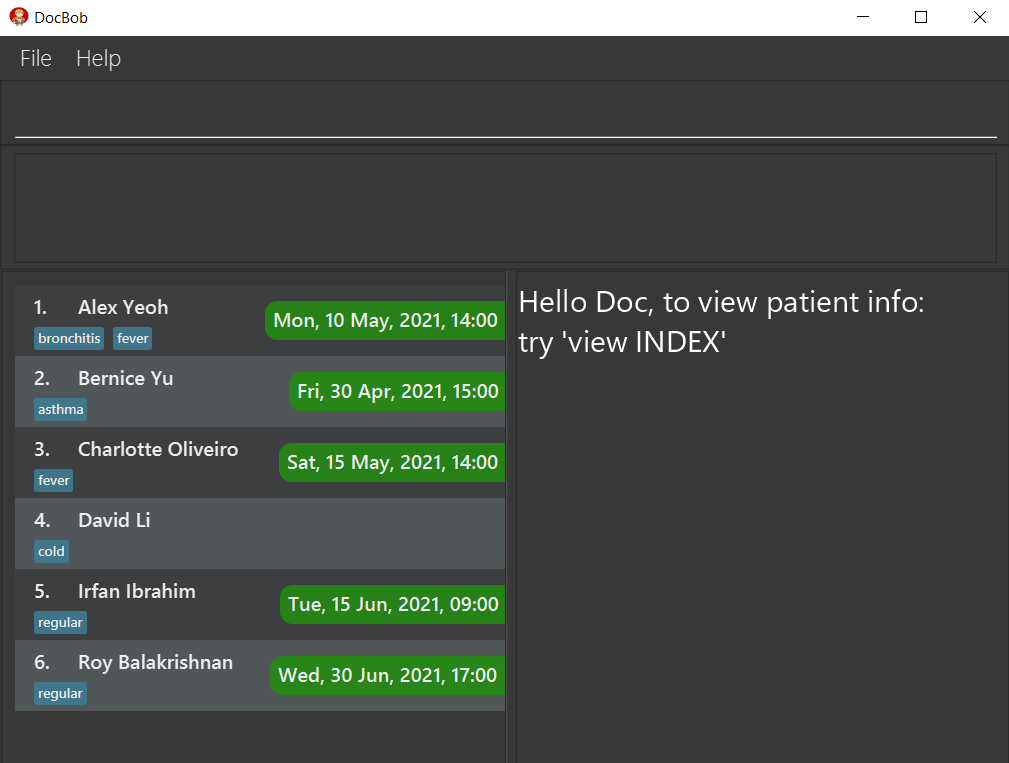 DocBob
File Help
1. Alex Yeoh Mon, 10 May, 2021, 14:00
bronchitis fever
2. Bernice Yu Fri, 30 Apr, 2021, 15:00
asthma
3. Charlotte Oliveiro Sat, 15 May, 2021, 14:00
fever
4. David Li
cold
5. Irfan Ibrahim Tue, 15 Jun, 2021, 09:00
regular
6. Roy Balakrishnan Wed, 30 Jun, 2021, 17:00
regular
Hello Doc, to view patient info:
try 'view INDEX'